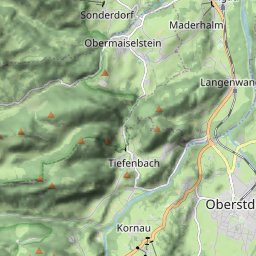 Sonderdorf
Maderhalm
Obermaiselstein
Langenwang
Tiefenbach
Oberstd
Kornau